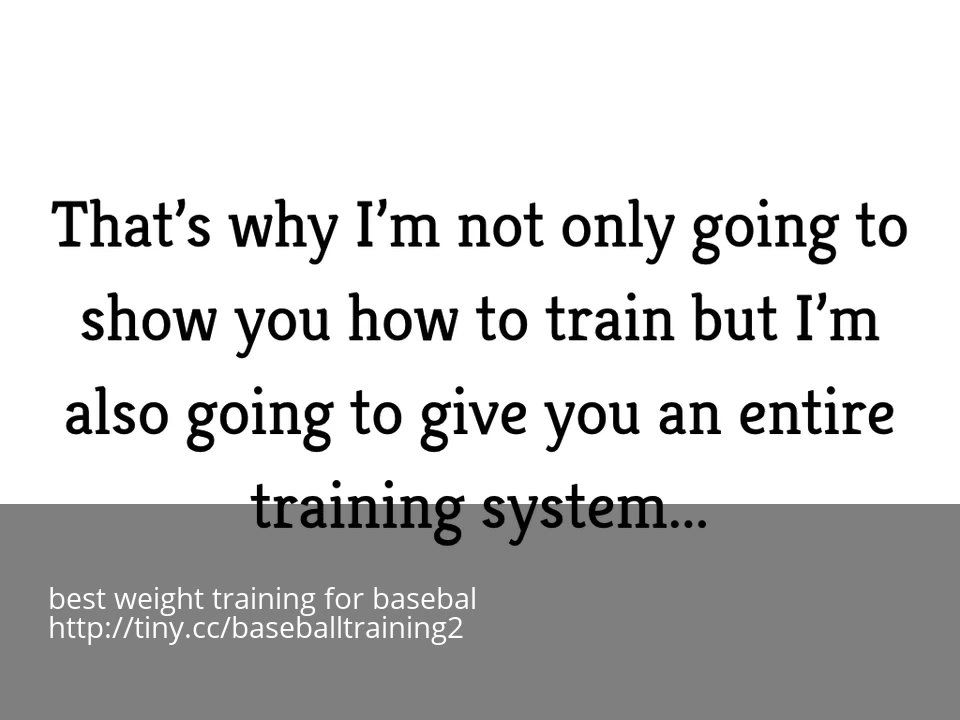 That’s why I’m not only going to
show you how to train but I’m
also going to give you an entire
training system...
best weight training for basebal
http://tiny.cc/baseballtraining2